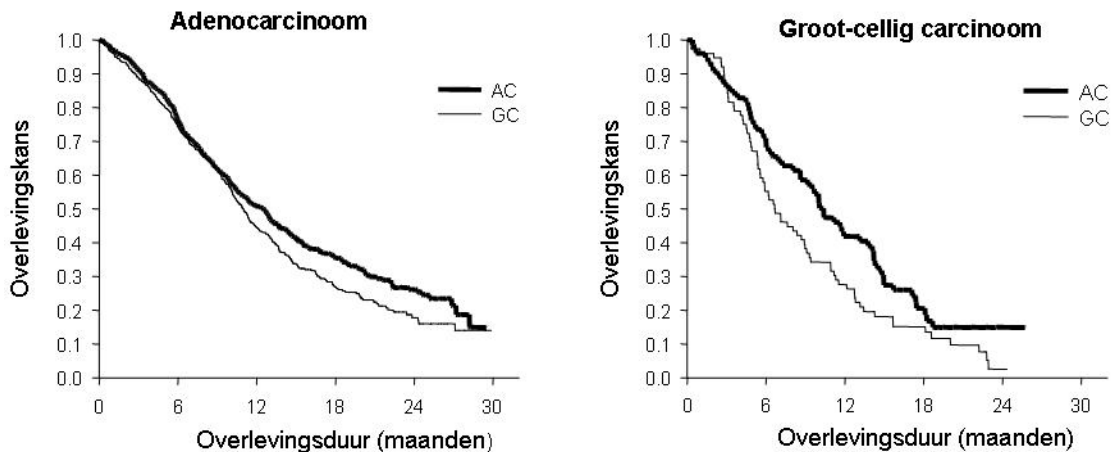 Adenocarcinoom
1.0
0.9
0.8
0.7
0.6
0.5
0.4
0.3
0.2
0.1
0.0
Overlevingskans
AC
GC
0 6 12 18 24 30
Overlevingsduur (maanden)
Groot-cellig carcinoom
1.0
0.9
0.8
0.7
0.6
0.5
0.4
0.3
0.2
0.1
0.0
Overlevingskans
AC
GC
0 6 12 18 24 30
Overlevingsduur (maanden)